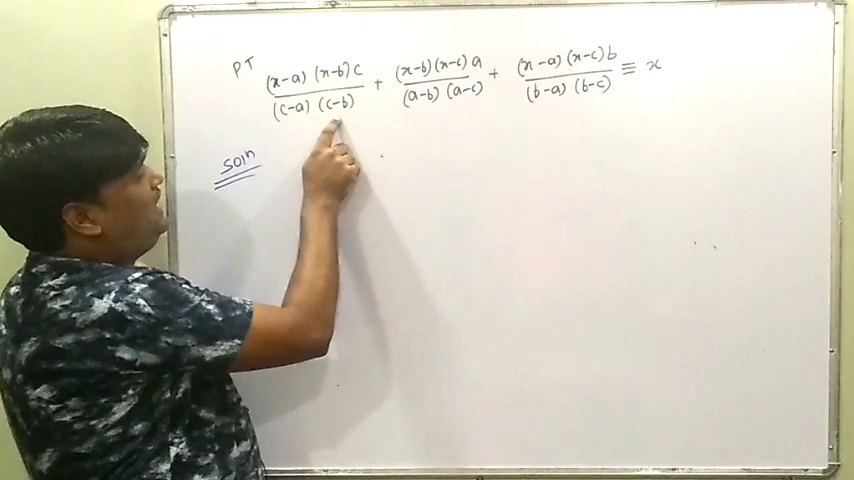 PT (x-a) (x-b)c / (c-a) (c-b) + (x-b)(x-c)a / (a-b) (a-c) + (x-a) (x-c)b / (b-a) (b-c) ≡ x
Soln